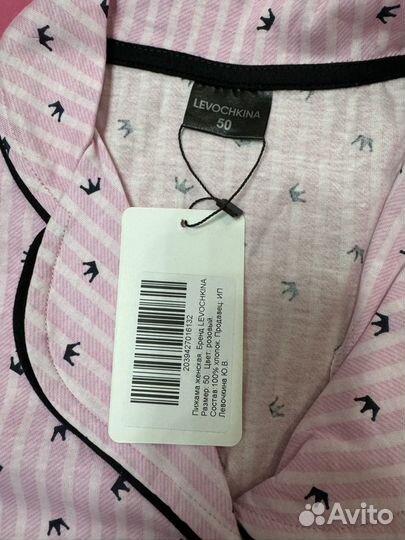 LEVOCHKINA
50
2039427016132
Пижама женская. Бренд LEVOCHKINA
Размер: 50. Цвет: розовый.
Состав:100% хлопок. Продавец: ИП
Левочкина Ю.В.
Avito